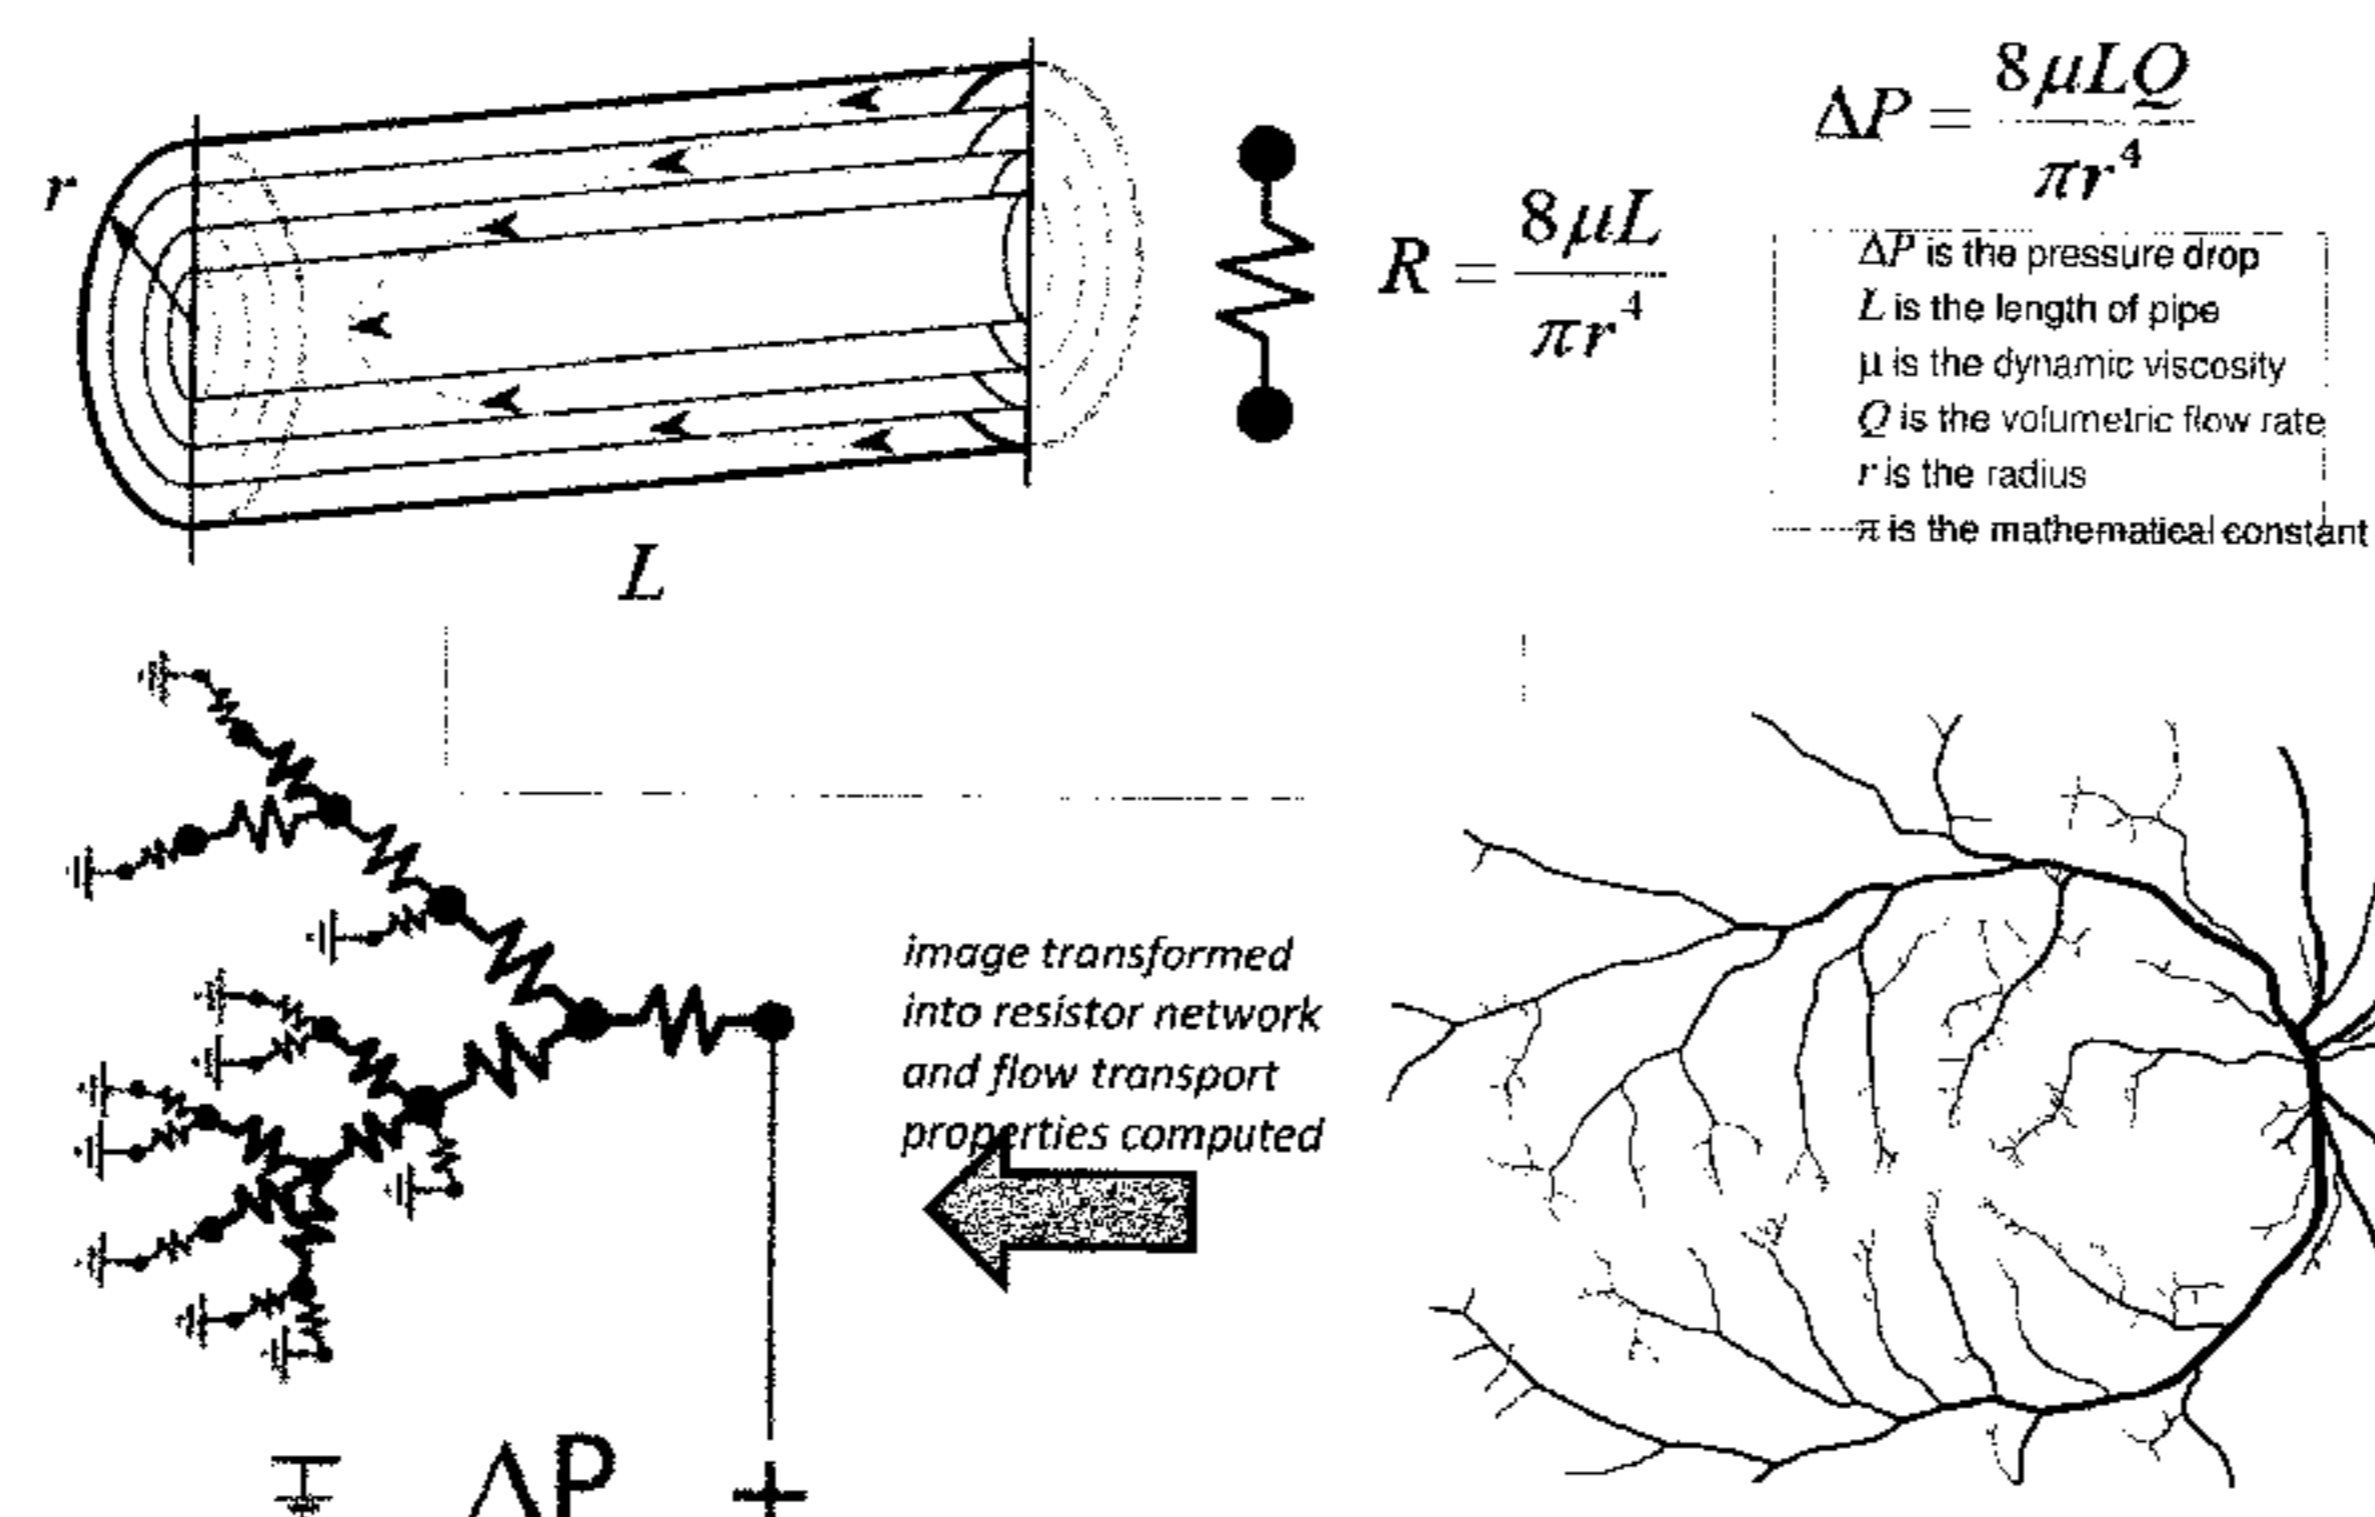 r
L
R = 8μL / πr⁴
ΔP = 8μLQ / πr⁴
ΔP is the pressure drop
L is the length of pipe
μ is the dynamic viscosity
Q is the volumetric flow rate
r is the radius
π is the mathematical constant
image transformed
into resistor network
and flow transport
properties computed
ΔP
+